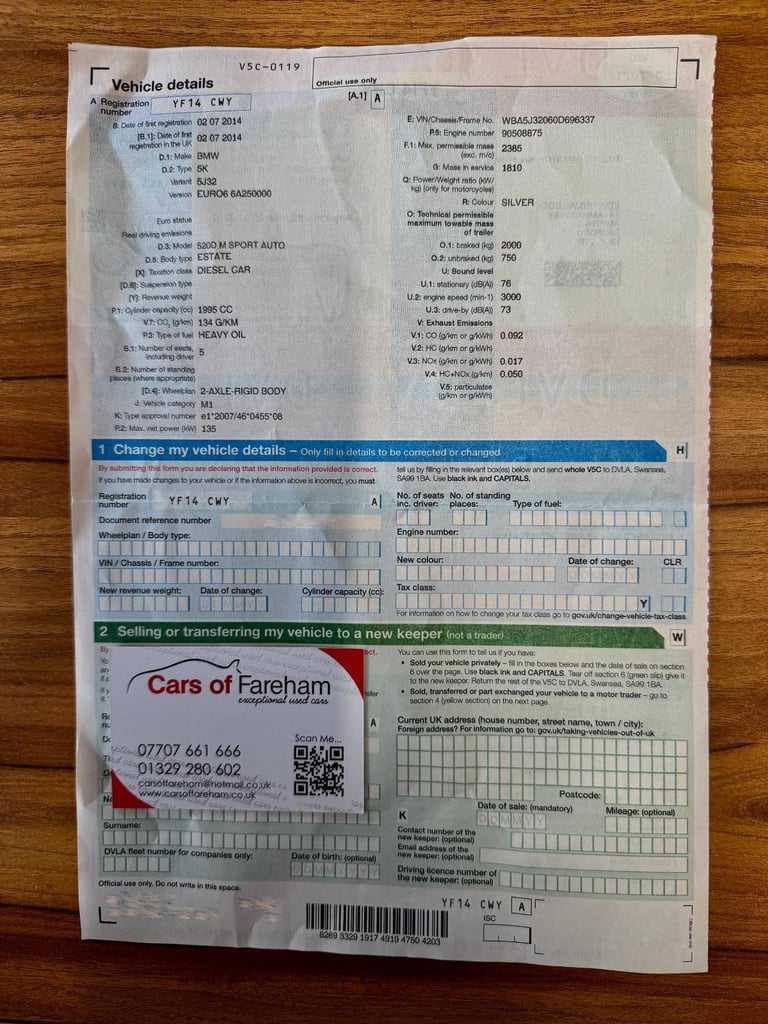 V5C-0119
Official use only
Vehicle details
A Registration number YF14 CWY
[A.1] A
B: Date of first registration 02 07 2014
[B.1]: Date of first registration in the UK 02 07 2014
D.1: Make BMW
D.2: Type 5K
Variant 5J32
Version EURO6 6A250000
Euro status
Real driving emissions
D.3: Model 520D M SPORT AUTO
D.5: Body type ESTATE
[X]: Taxation class DIESEL CAR
[D.6]: Suspension type
[Y]: Revenue weight
P.1: Cylinder capacity (cc) 1995 CC
V.7: CO₂ (g/km) 134 G/KM
P.3: Type of fuel HEAVY OIL
S.1: Number of seats, including driver 5
S.2: Number of standing places (where appropriate)
[D.4]: Wheelplan 2-AXLE-RIGID BODY
J: Vehicle category M1
K: Type approval number e1*2007/46*0455*08
P.2: Max. net power (kW) 135
E: VIN/Chassis/Frame No. WBA5J32060D696337
P.5: Engine number 90508875
F.1: Max. permissible mass (exc. m/c) 2385
G: Mass in service 1810
Q: Power/Weight ratio (kW/kg) (only for motorcycles)
R: Colour SILVER
O: Technical permissible maximum towable mass of trailer
O.1: braked (kg) 2000
O.2: unbraked (kg) 750
U: Sound level
U.1: stationary (dB(A)) 76
U.2: engine speed (min-1) 3000
U.3: drive-by (dB(A)) 73
V: Exhaust Emissions
V.1: CO (g/km or g/kWh) 0.092
V.2: HC (g/km or g/kWh)
V.3: NOx (g/km or g/kWh) 0.017
V.4: HC+NOx (g/km) 0.050
V.5: particulates (g/km or g/kWh)
1 Change my vehicle details – Only fill in details to be corrected or changed H
By submitting this form you are declaring that the information provided is correct.
If you have made changes to your vehicle or if the above information is incorrect, you must
tell us by filling in the relevant box(es) below and send whole V5C to DVLA, Swansea,
SA99 1BA. Use black ink and CAPITALS.
Registration number YF14 CWY A
Document reference number
Wheelplan / Body type:
VIN / Chassis / Frame number:
New revenue weight: Date of change: Cylinder capacity (cc):
No. of seats inc. driver: No. of standing places: Type of fuel:
Engine number:
New colour: Date of change: CLR
Tax class:
Y
For information on how to change your tax class go to gov.uk/change-vehicle-tax-class
2 Selling or transferring my vehicle to a new keeper (not a trader) W
By
Cars of Fareham
exceptional used cars
07707 661 666
01329 280 602
carsoffareham@hotmail.co.uk
www.carsoffareham.co.uk
Scan Me...
A
Surname:
DVLA fleet number for companies only: Date of birth: (optional)
Official use only. Do not write in this space.
You can use this form to tell us if you have:
• Sold your vehicle privately – fill in the boxes below and the date of sale on section
6 over the page. Use black ink and CAPITALS. Tear off section 6 (green slip) give it
to the new keeper. Return the rest of the V5C to DVLA, Swansea, SA99 1BA.
• Sold, transferred or part exchanged your vehicle to a motor trader – go to
section 4 (yellow section) on the next page.
Current UK address (house number, street name, town / city):
Foreign address? For information go to: gov.uk/taking-vehicles-out-of-uk
Postcode:
K
Date of sale: (mandatory) Mileage: (optional)
Contact number of the new keeper: (optional)
Email address of the new keeper: (optional)
Driving licence number of the new keeper: (optional)
8269 3329 1917 4919 4750 4203
YF14 CWY A
ISC